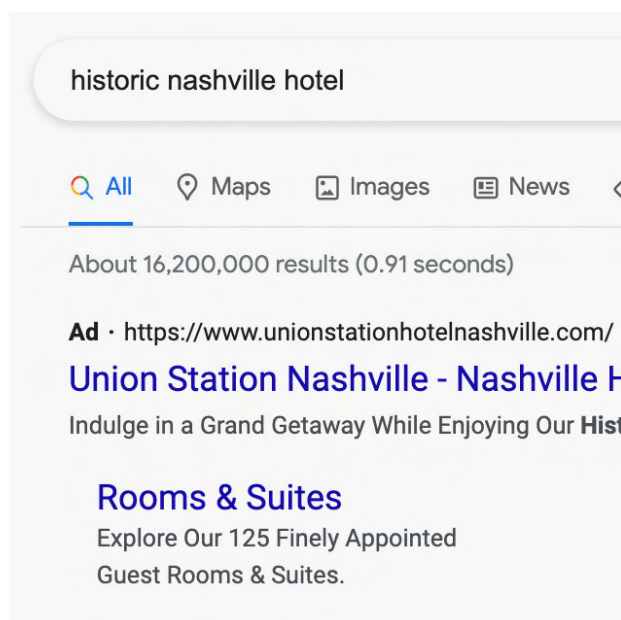 historic nashville hotel
All Maps Images News
About 16,200,000 results (0.91 seconds)
Ad · https://www.unionstationhotelnashville.com/
Union Station Nashville - Nashville
Indulge in a Grand Getaway While Enjoying Our
Rooms & Suites
Explore Our 125 Finely Appointed
Guest Rooms & Suites.